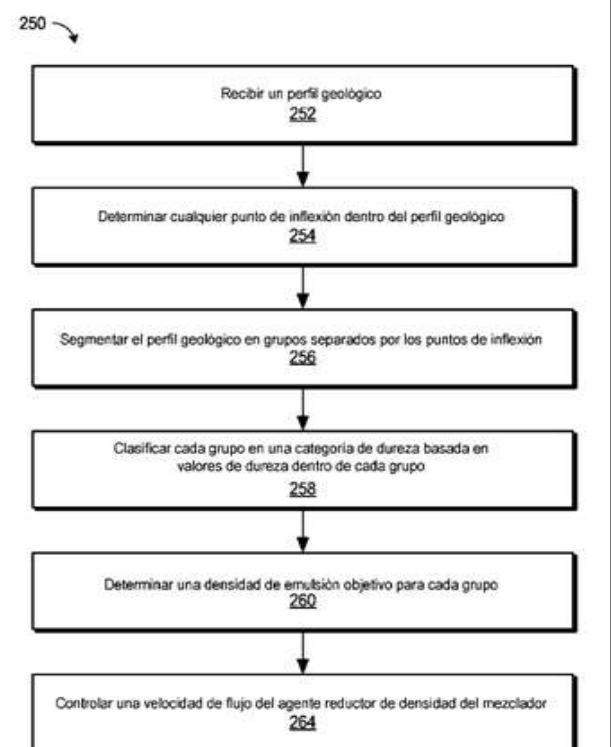 250
Recibir un perfil geológico
252
Determinar cualquier punto de inflexión dentro del perfil geológico
254
Segmentar el perfil geológico en grupos separados por los puntos de inflexión
256
Clasificar cada grupo en una categoría de dureza basada en
valores de dureza dentro de cada grupo
258
Determinar una densidad de emulsión objetivo para cada grupo
260
Controlar una velocidad de flujo del agente reductor de densidad del mezclador
264